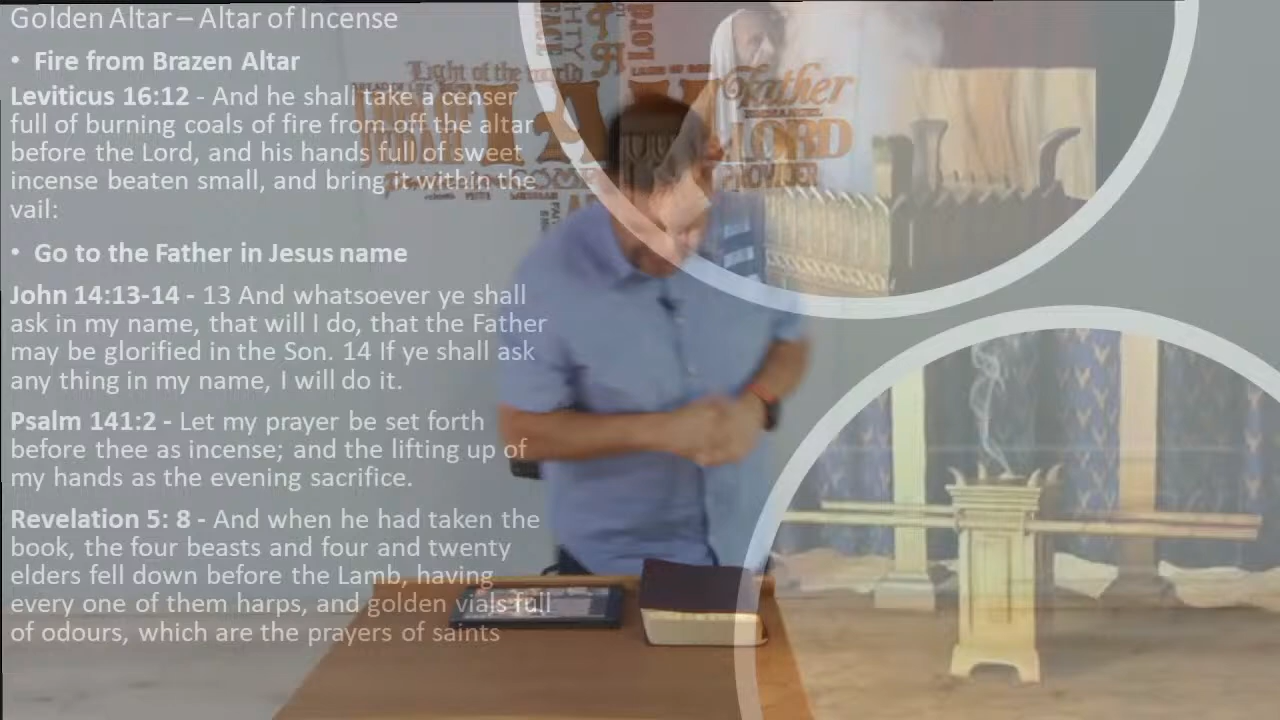 Golden Altar – Altar of Incense
• Fire from Brazen Altar
Leviticus 16:12 - And he shall take a censer
full of burning coals of fire from off the altar
before the Lord, and his hands full of sweet
incense beaten small, and bring it within the
vail:
• Go to the Father in Jesus name
John 14:13-14 - 13 And whatsoever ye shall
ask in my name, that will I do, that the Father
may be glorified in the Son. 14 If ye shall ask
any thing in my name, I will do it.
Psalm 141:2 - Let my prayer be set forth
before thee as incense; and the lifting up of
my hands as the evening sacrifice.
Revelation 5: 8 - And when he had taken the
book, the four beasts and four and twenty
elders fell down before the Lamb, having
every one of them harps, and golden vials full
of odours, which are the prayers of saints
Lord
Light of the world
Father
LORD
PROVIDER